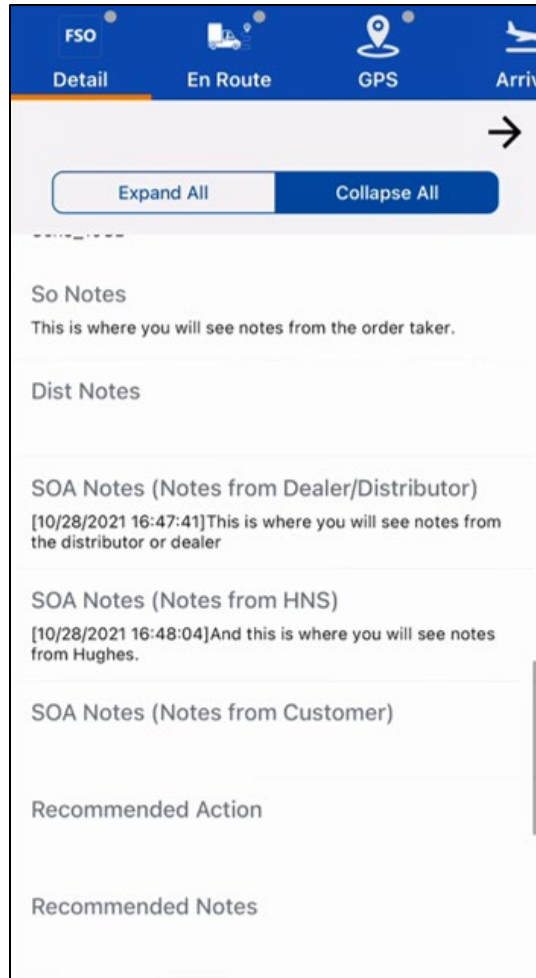 FSO
Detail
En Route
GPS
Expand All
Collapse All
So Notes
This is where you will see notes from the order taker.
Dist Notes
SOA Notes (Notes from Dealer/Distributor)
[10/28/2021 16:47:41]This is where you will see notes from
the distributor or dealer
SOA Notes (Notes from HNS)
[10/28/2021 16:48:04]And this is where you will see notes
from Hughes.
SOA Notes (Notes from Customer)
Recommended Action
Recommended Notes